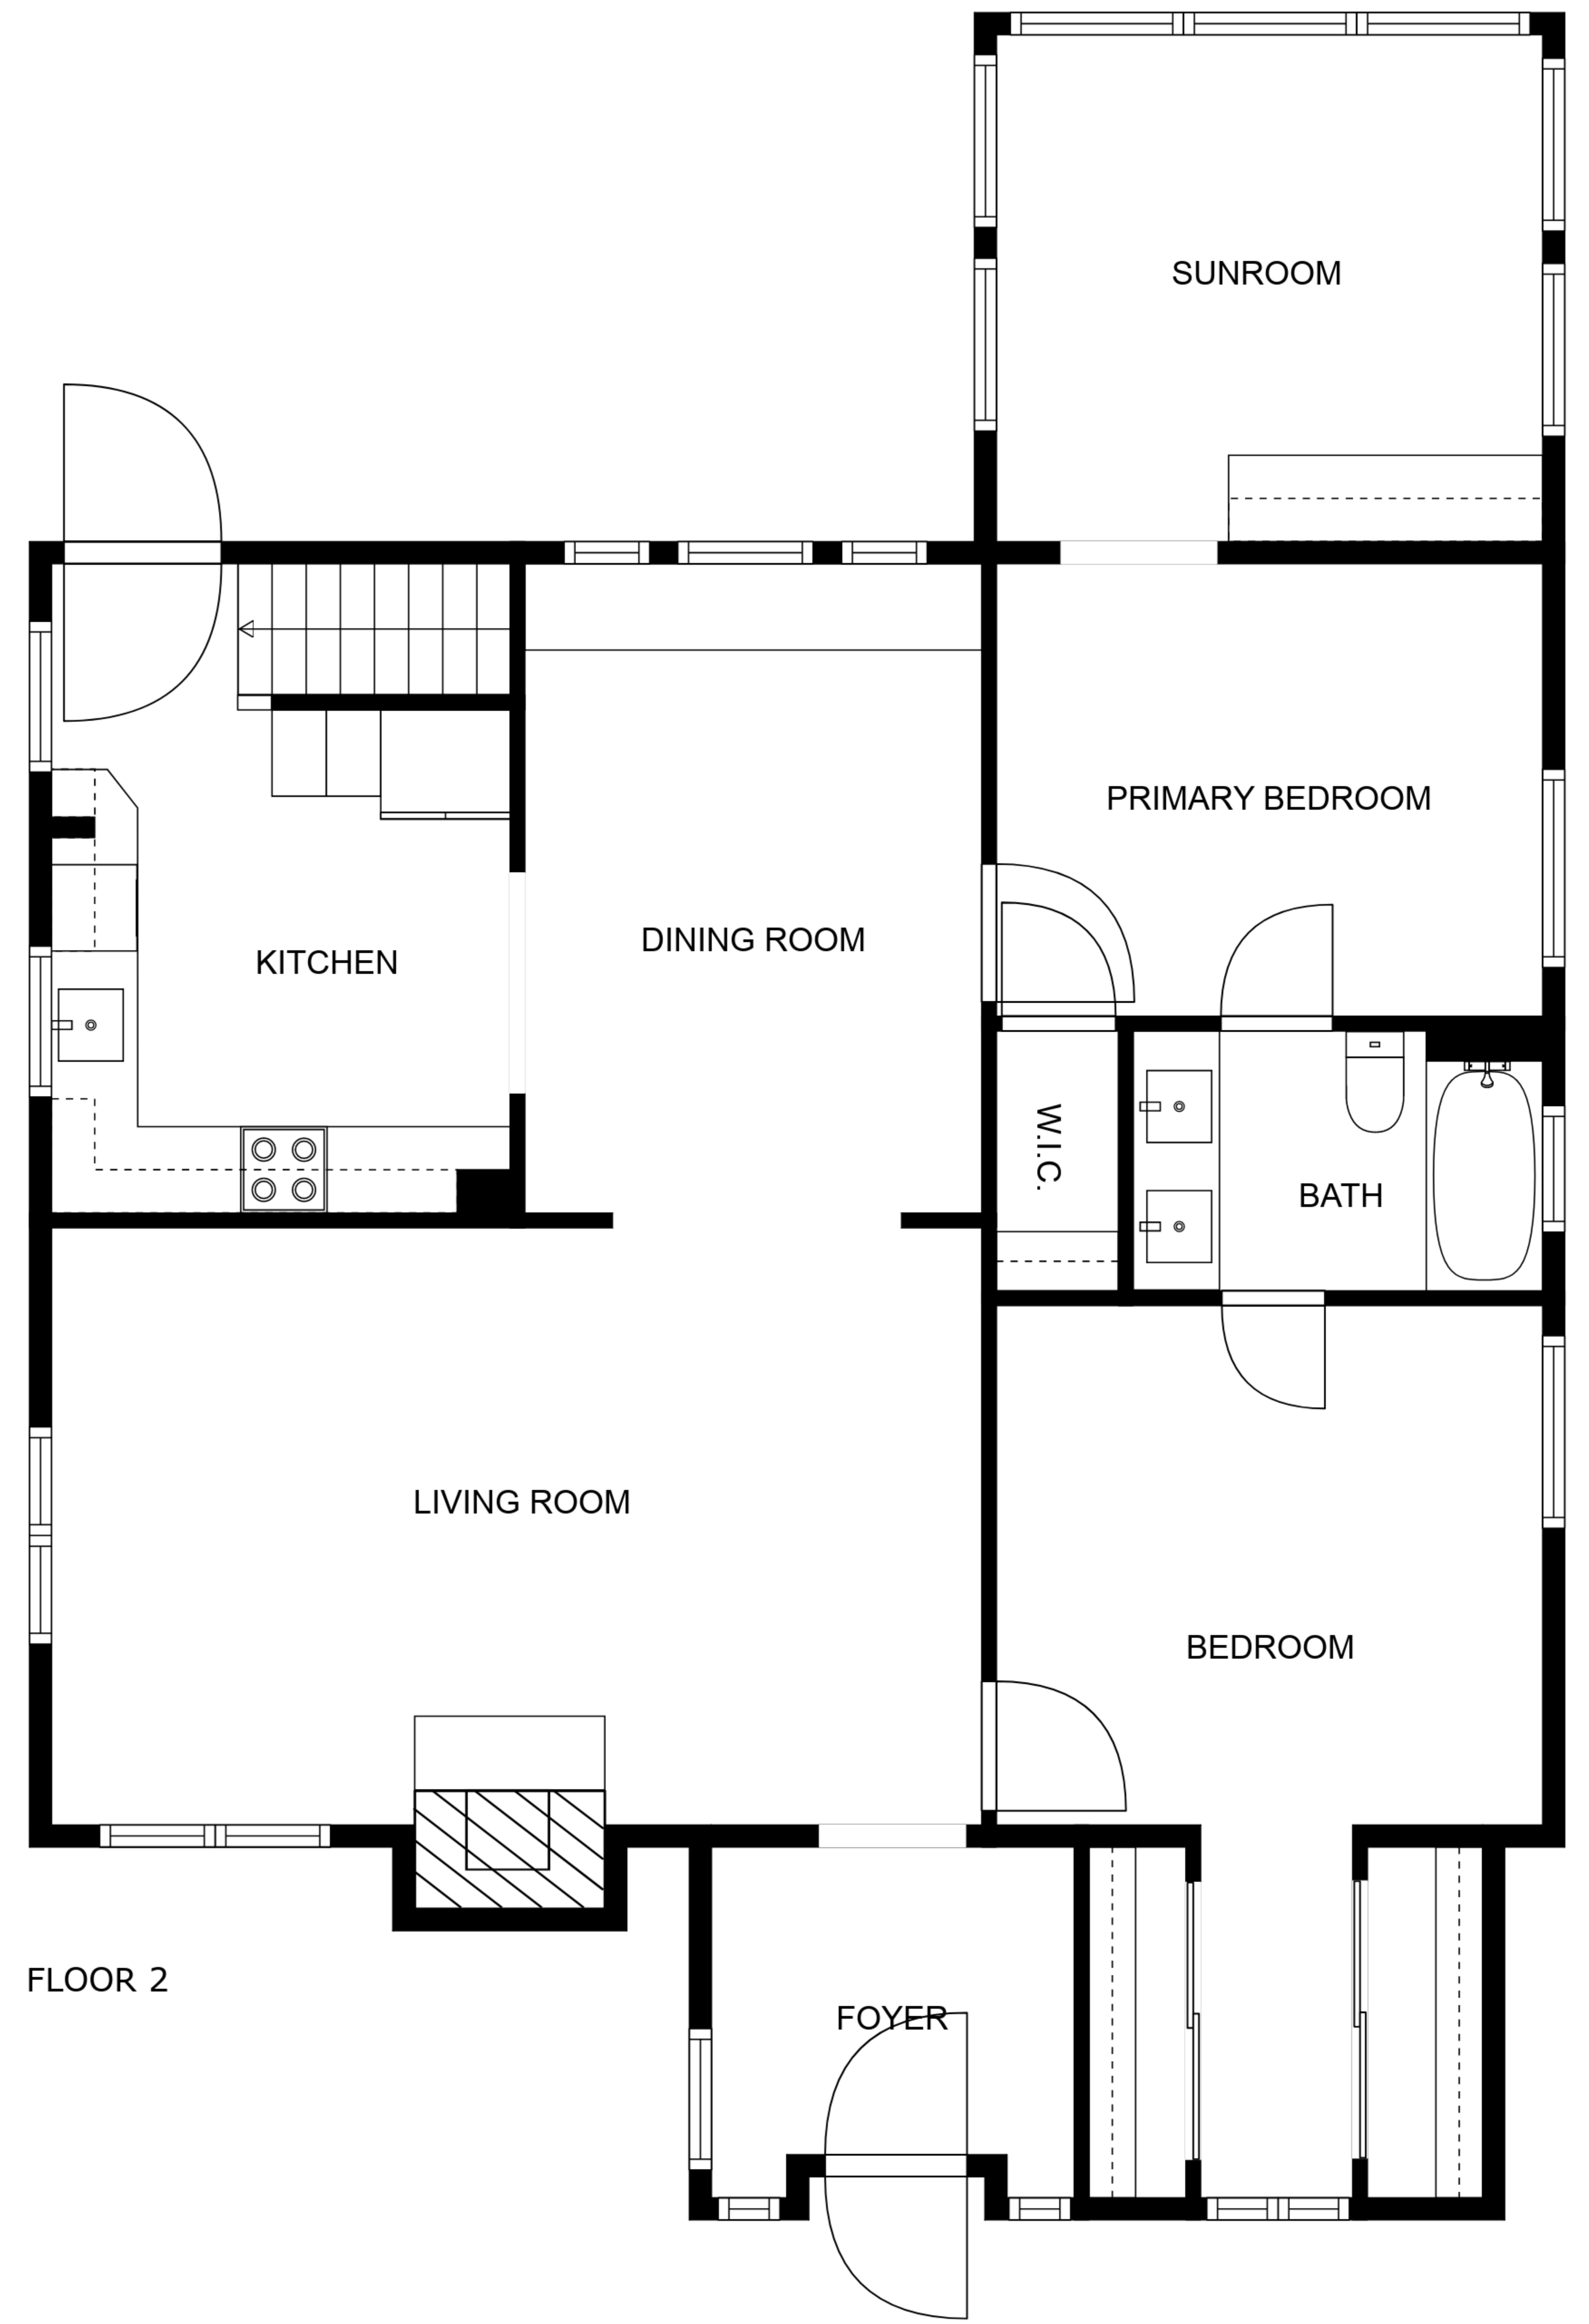 SUNROOM
PRIMARY BEDROOM
DINING ROOM
KITCHEN
W.I.C.
BATH
LIVING ROOM
BEDROOM
FLOOR 2
FOYER